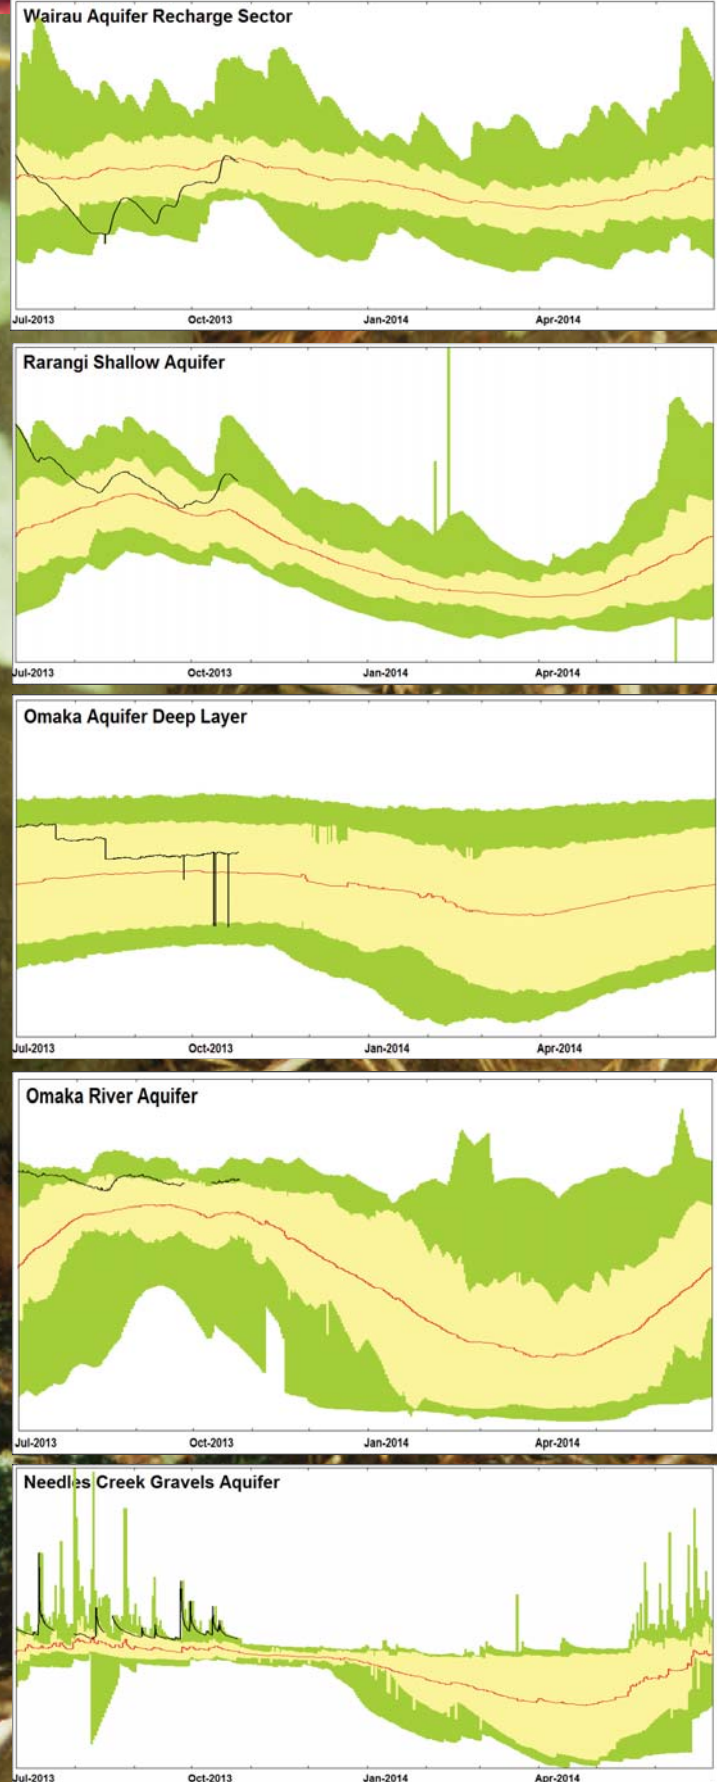 Wairau Aquifer Recharge Sector
Jul-2013 Oct-2013 Jan-2014 Apr-2014
Rarangi Shallow Aquifer
Jul-2013 Oct-2013 Jan-2014 Apr-2014
Omaka Aquifer Deep Layer
Jul-2013 Oct-2013 Jan-2014 Apr-2014
Omaka River Aquifer
Jul-2013 Oct-2013 Jan-2014 Apr-2014
Needles Creek Gravels Aquifer
Jul-2013 Oct-2013 Jan-2014 Apr-2014